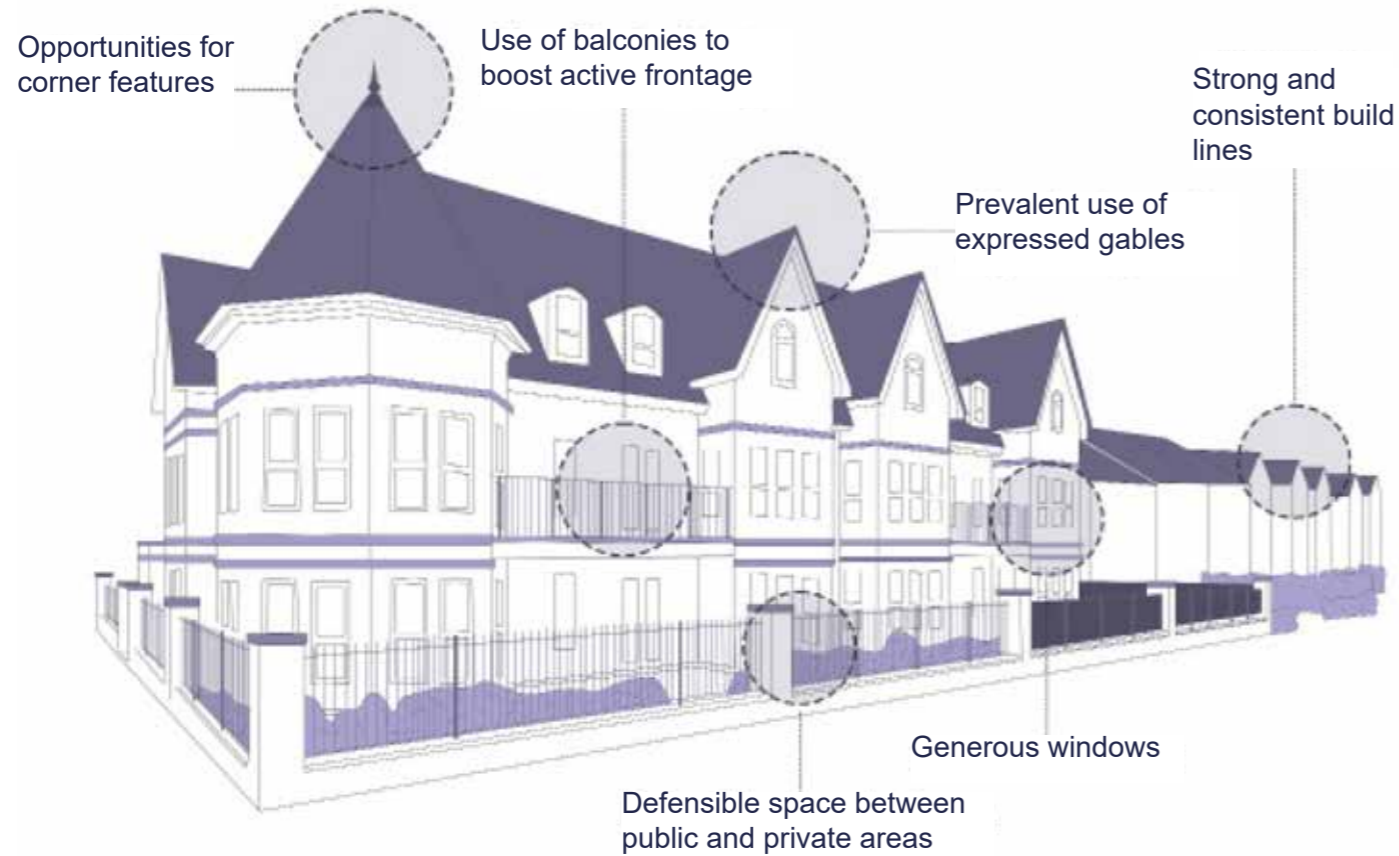 Opportunities for
corner features
Use of balconies to
boost active frontage
Strong and
consistent build
lines
Prevalent use of
expressed gables
Generous windows
Defensible space between
public and private areas